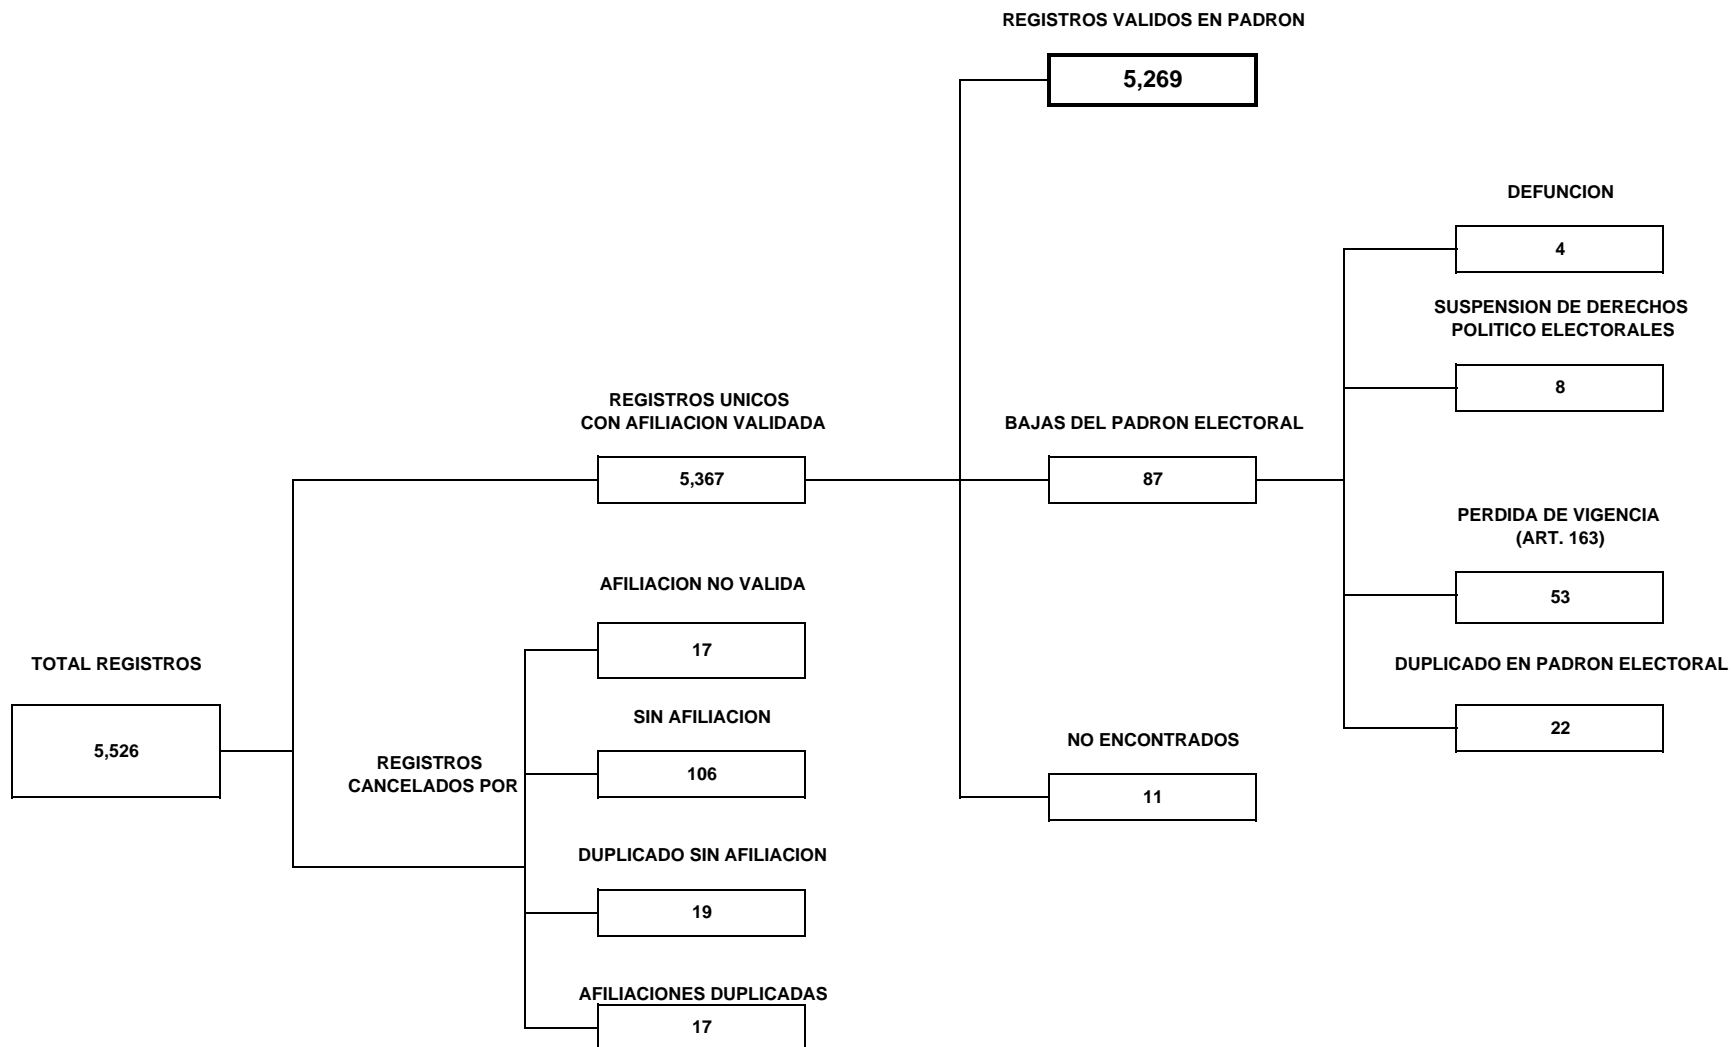 REGISTROS VALIDOS EN PADRON
5,269
DEFUNCION
4
SUSPENSION DE DERECHOS
POLITICO ELECTORALES
8
REGISTROS UNICOS
CON AFILIACION VALIDADA
5,367
BAJAS DEL PADRON ELECTORAL
87
PERDIDA DE VIGENCIA
(ART. 163)
53
AFILIACION NO VALIDA
17
TOTAL REGISTROS
5,526
DUPLICADO EN PADRON ELECTORAL
22
SIN AFILIACION
106
REGISTROS
CANCELADOS POR
NO ENCONTRADOS
11
DUPLICADO SIN AFILIACION
19
AFILIACIONES DUPLICADAS
17